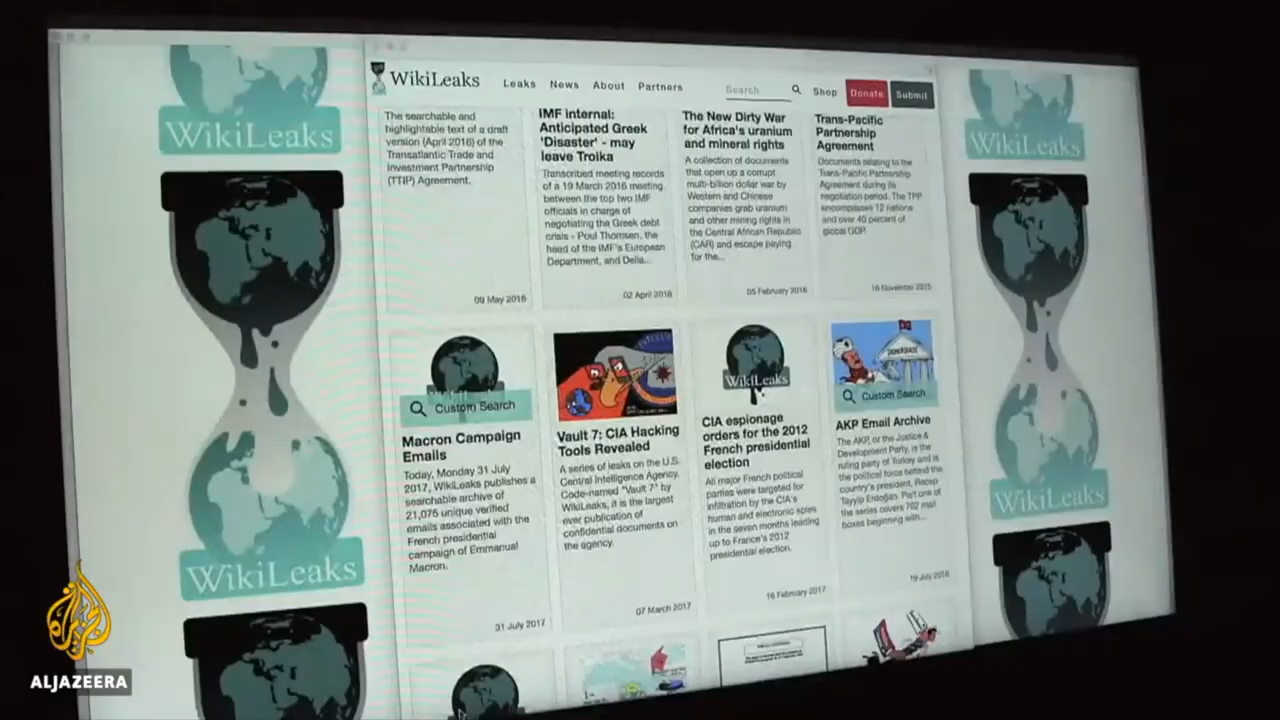 WikiLeaks
WikiLeaks
Leaks
News
About
Partners
Search
Shop
Donate
Submit
WikiLeaks
The searchable and
highlightable text of a draft
version (April 2016) of the
Transatlantic Trade and
Investment Partnership
(TTIP) Agreement.
09 May 2016
IMF Internal:
Anticipated Greek
'Disaster' - may
leave Troika
Transcribed meeting records
of a 19 March 2016 meeting
between the top two IMF
officials in charge of
negotiating the Greek debt
crisis - Poul Thomsen, the
head of the IMF's European
Department, and Delia...
02 April 2016
The New Dirty War
for Africa's uranium
and mineral rights
A collection of documents
that open up a corrupt
multi-billion dollar war by
Western and Chinese
companies grab uranium
and other mining rights in
the Central African Republic
(CAR) and escape paying
for the...
05 February 2016
Trans-Pacific
Partnership
Agreement
Documents relating to the
Trans-Pacific Partnership
Agreement during its
negotiation period. The TPP
encompasses 12 nations
and over 40 percent of
global GDP.
16 November 2015
Custom Search
Macron Campaign
Emails
Today, Monday 31 July
2017, WikiLeaks publishes a
searchable archive of
21,075 unique verified
emails associated with the
French presidential
campaign of Emmanual
Macron.
31 July 2017
Vault 7: CIA Hacking
Tools Revealed
A series of leaks on the U.S.
Central Intelligence Agency.
Code-named "Vault 7" by
WikiLeaks, it is the largest
ever publication of
confidential documents on
the agency.
07 March 2017
WikiLeaks
CIA espionage
orders for the 2012
French presidential
election
All major French political
parties were targeted for
infiltration by the CIA's
human and electronic spies
in the seven months leading
up to France's 2012
presidential election.
16 February 2017
Custom Search
AKP Email Archive
The AKP, or the Justice &
Development Party, is the
ruling party of Turkey and is
the political force behind the
country's president, Recep
Tayyip Erdoğan. Part one of
the series covers 762 mail
boxes beginning with...
19 July 2016
WikiLeaks
WikiLeaks
الجزيرة
ALJAZEERA